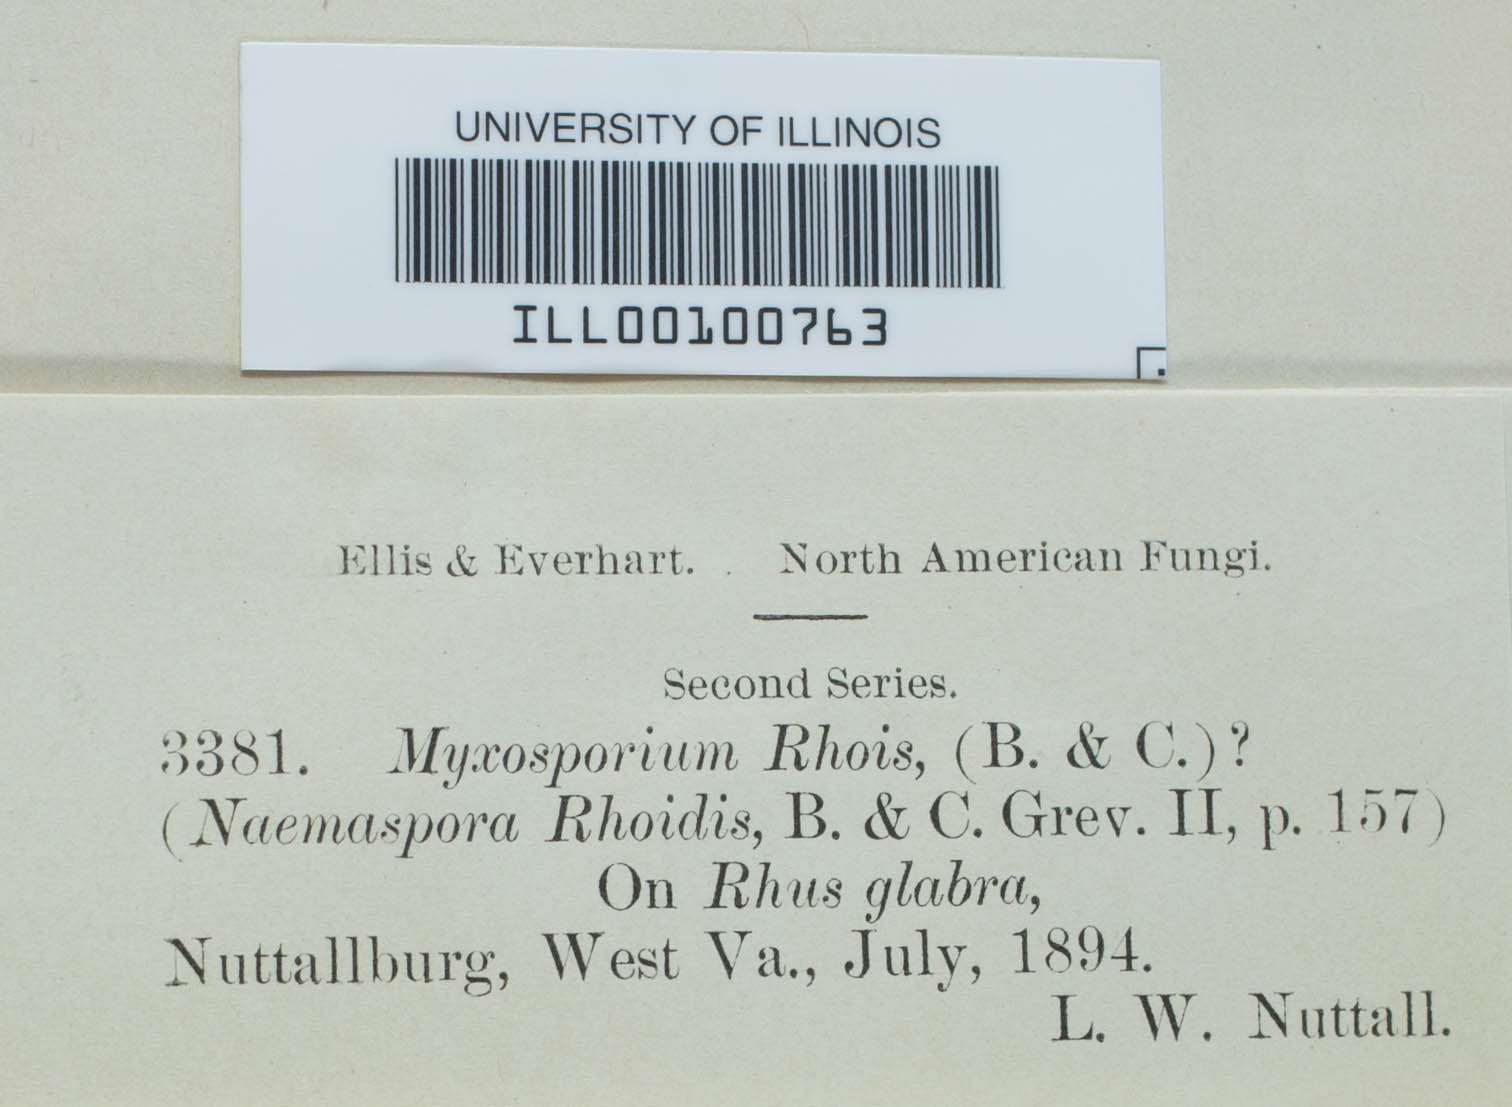 UNIVERSITY OF ILLINOIS
ILL00100763
Ellis & Everhart. North American Fungi.
Second Series.
3381. Myxosporium Rhois, (B. & C.)?
(Naemaspora Rhoidis, B. & C. Grev. II, p. 157)
On Rhus glabra,
Nuttallburg, West Va., July, 1894.
L. W. Nuttall.